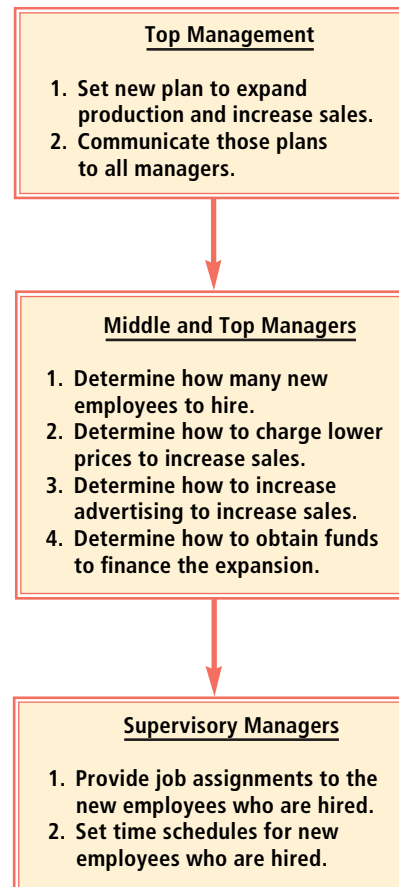 Top Management
1. Set new plan to expand
production and increase sales.
2. Communicate those plans
to all managers.
Middle and Top Managers
1. Determine how many new
employees to hire.
2. Determine how to charge lower
prices to increase sales.
3. Determine how to increase
advertising to increase sales.
4. Determine how to obtain funds
to finance the expansion.
Supervisory Managers
1. Provide job assignments to the
new employees who are hired.
2. Set time schedules for new
employees who are hired.